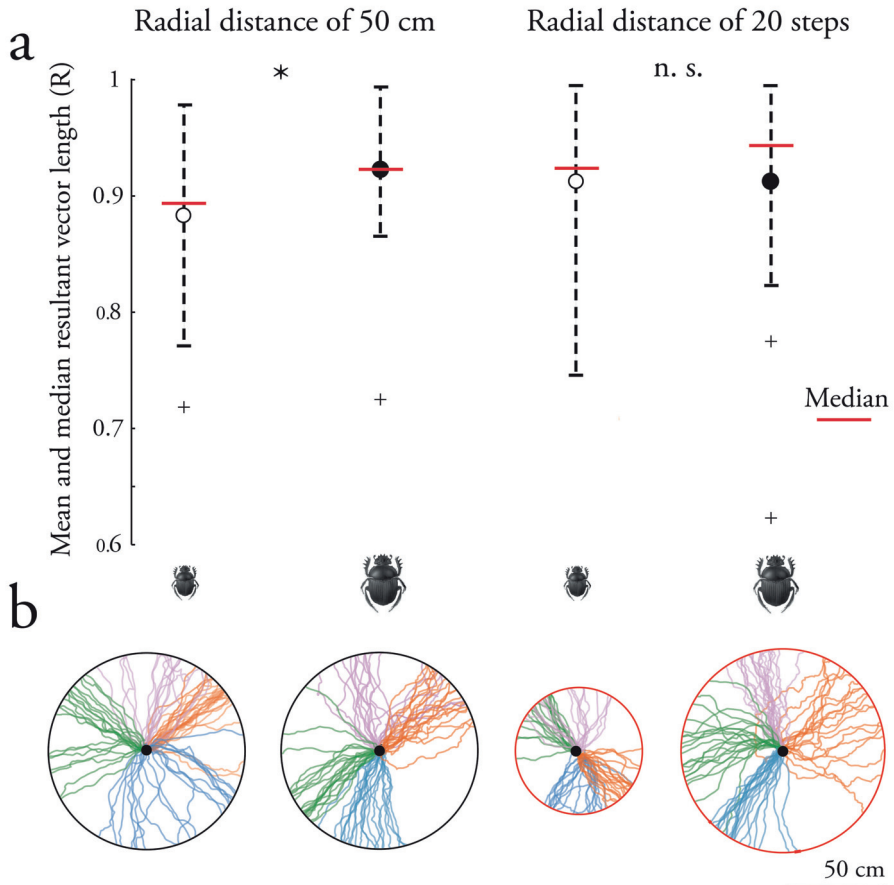 Radial distance of 50 cm
Radial distance of 20 steps
a
Mean and median resultant vector length (R)
1
*
n. s.
0.9
0.8
0.7
0.6
Median
b
50 cm